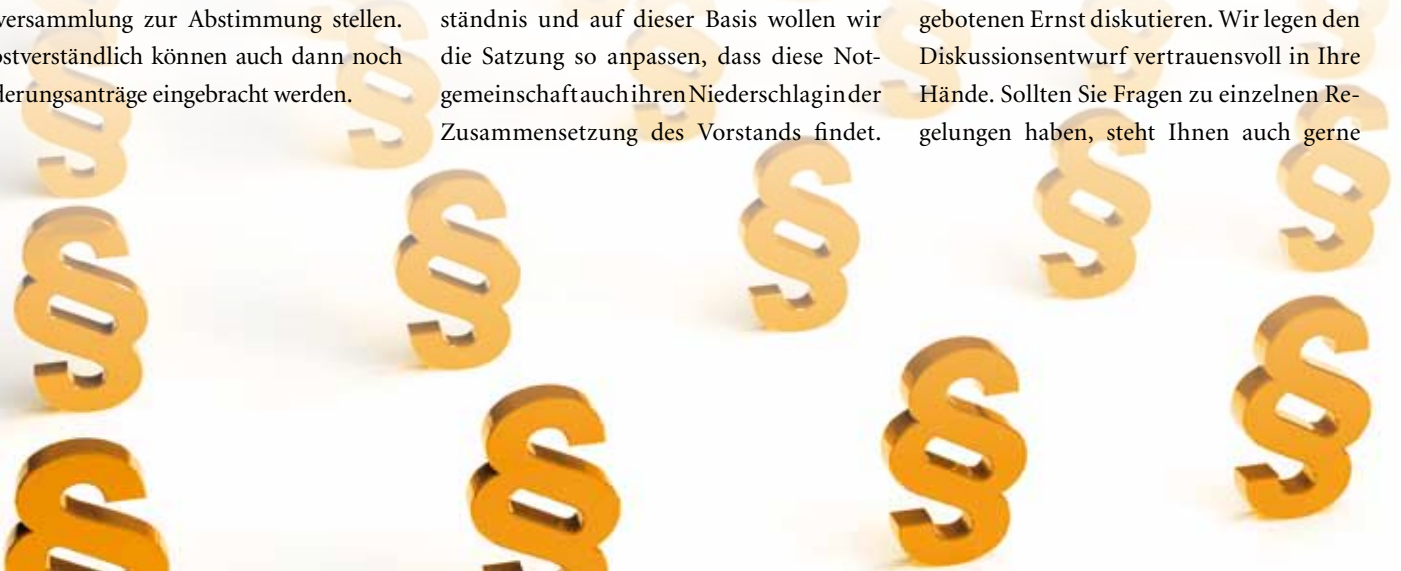 versammlung zur Abstimmung stellen.
ostverständlich können auch dann noch
derungsanträge eingebracht werden.
ständnis und auf dieser Basis wollen wir
die Satzung so anpassen, dass diese Not-
gemeinschaft auch ihren Niederschlag in der
Zusammensetzung des Vorstands findet.
gebotenen Ernst diskutieren. Wir legen den
Diskussionsentwurf vertrauensvoll in Ihre
Hände. Sollten Sie Fragen zu einzelnen Re-
gelungen haben, steht Ihnen auch gerne